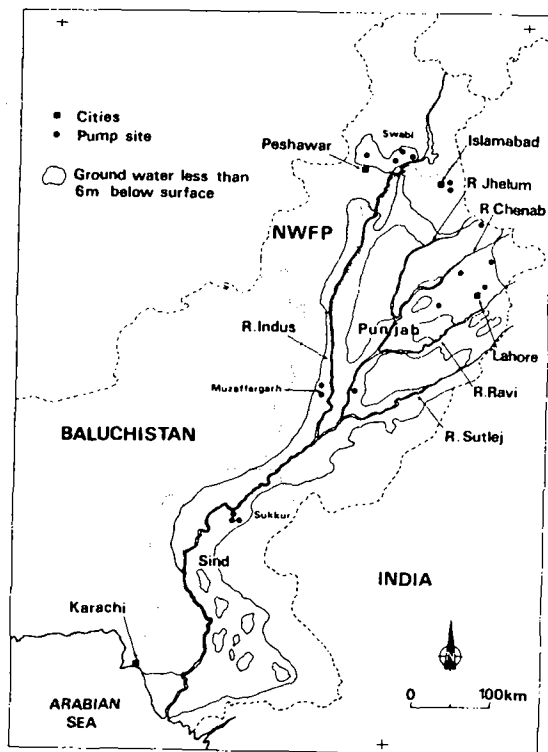 Cities
Pump site
Ground water less than
6m below surface
Swabi
Peshawar
Islamabad
R Jhelum
R Chenab
NWFP
R.Indus
Punjab
Lahore
Muzaffargarh
R.Ravi
BALUCHISTAN
R.Sutlej
Sukkur
Sind
INDIA
Karachi
N
ARABIAN
SEA
0 100km